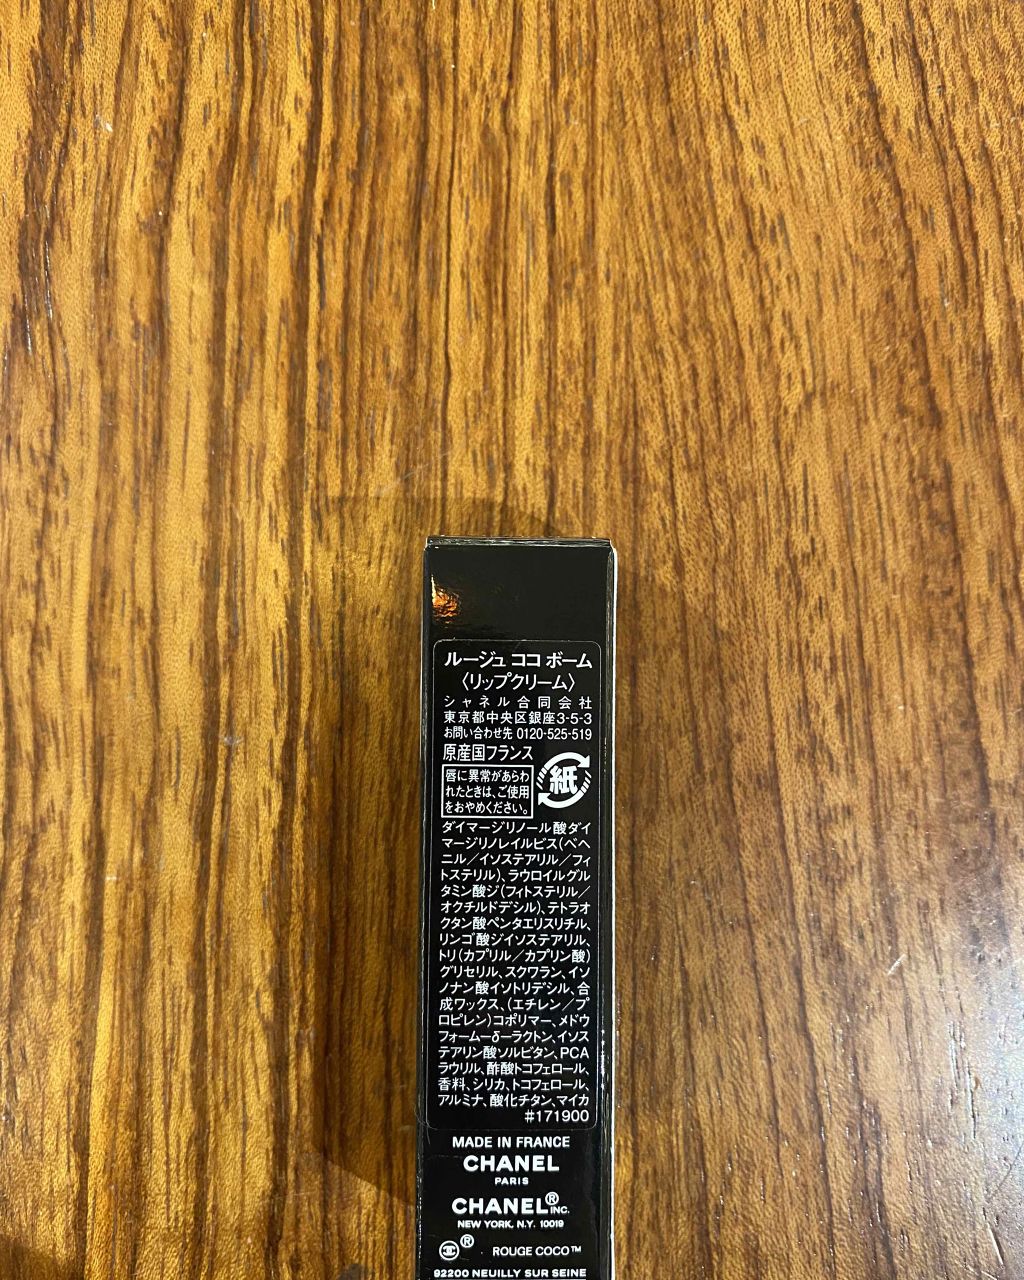 ルージュ ココ ボーム
〈リップクリーム〉
シャネル合同会社
東京都中央区銀座3-5-3
お問い合わせ先 0120-525-519
原産国フランス
唇に異常があらわ
れたときは、ご使用
をおやめください。
紙
ダイマージリノール酸ダイ
マージリノレイルビス(ベヘ
ニル／イソステアリル／フィ
トステリル)、ラウロイルグル
タミン酸ジ(フィトステリル／
オクチルドデシル)、テトラオ
クタン酸ペンタエリスリチル、
リンゴ酸ジイソステアリル、
トリ(カプリル／カプリン酸)
グリセリル、スクワラン、イソ
ノナン酸イソトリデシル、合
成ワックス、(エチレン／プ
ロピレン)コポリマー、メドウ
フォームーδーラクトン、イソス
テアリン酸ソルビタン、PCA
ラウリル、酢酸トコフェロール、
香料、シリカ、トコフェロール、
アルミナ、酸化チタン、マイカ
#171900
MADE IN FRANCE
CHANEL
PARIS
CHANEL® INC.
NEW YORK, N.Y. 10019
® ROUGE COCO™
92200 NEUILLY SUR SEINE